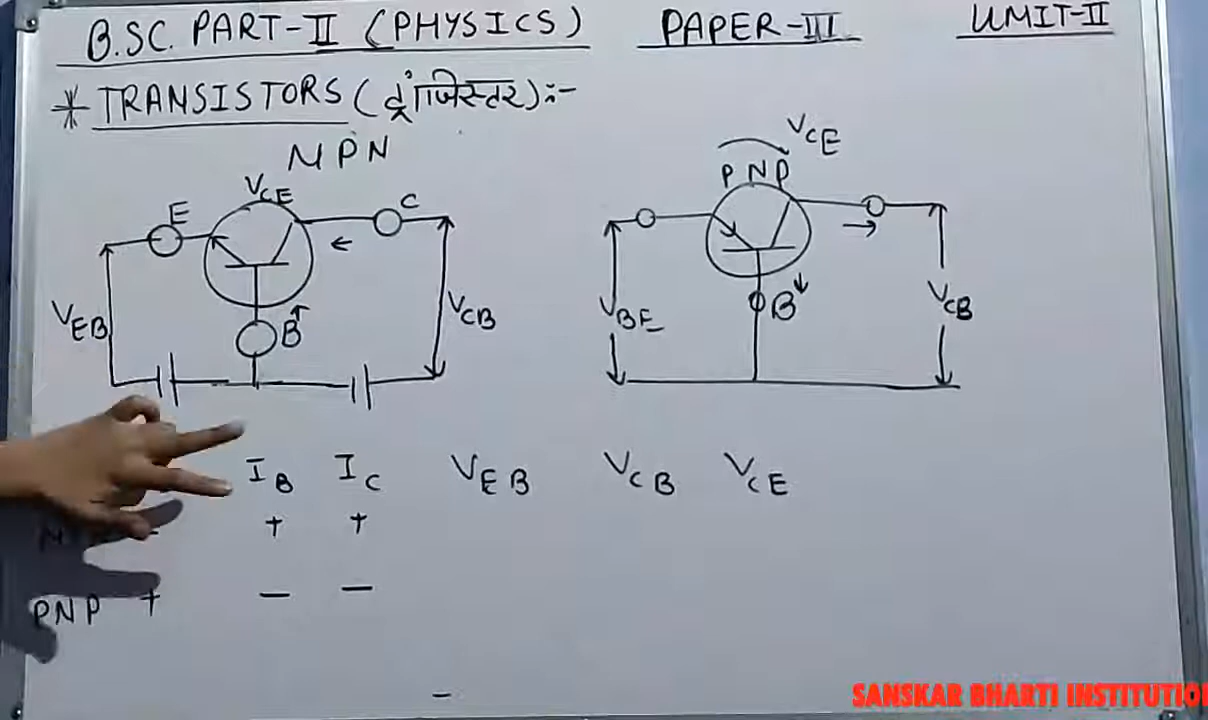 B.SC. PART-II (PHYSICS) PAPER-III UNIT-II
* TRANSISTORS (ट्रांजिस्टर) :-
NPN
VCE
E
C
VEB
B
VCB
VCE
PNP
VBE
B
VCB
IB IC VEB VCB VCE
+ +
PNP + - -
-
SANSKAR BHARTI INSTITUTIO